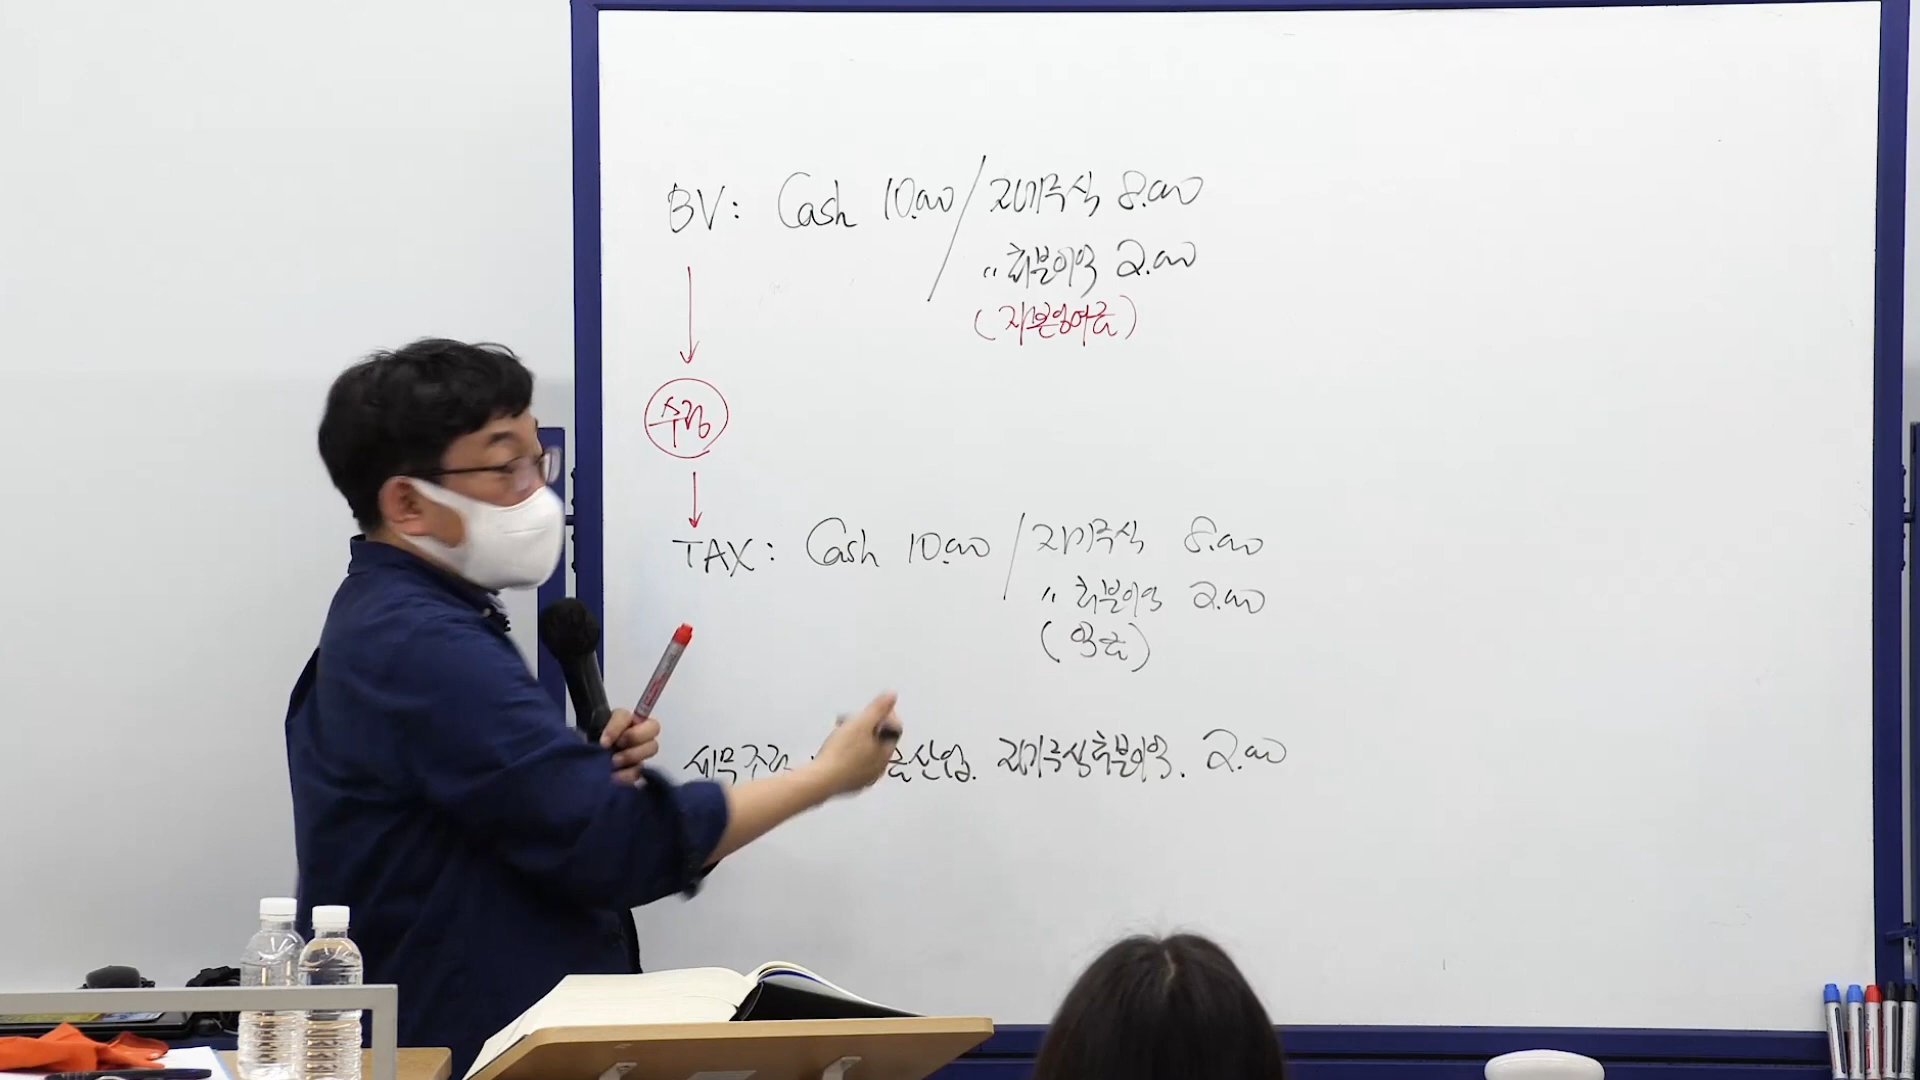 BV: Cash 10.000 / 자기주식 8.000
〃 처분이익 2.000
(자본잉여금)
수정
TAX: Cash 10.000 / 자기주식 8.000
〃 처분이익 2.000
(익금)
세무조정 금산입. 자기주식처분이익. 2.000